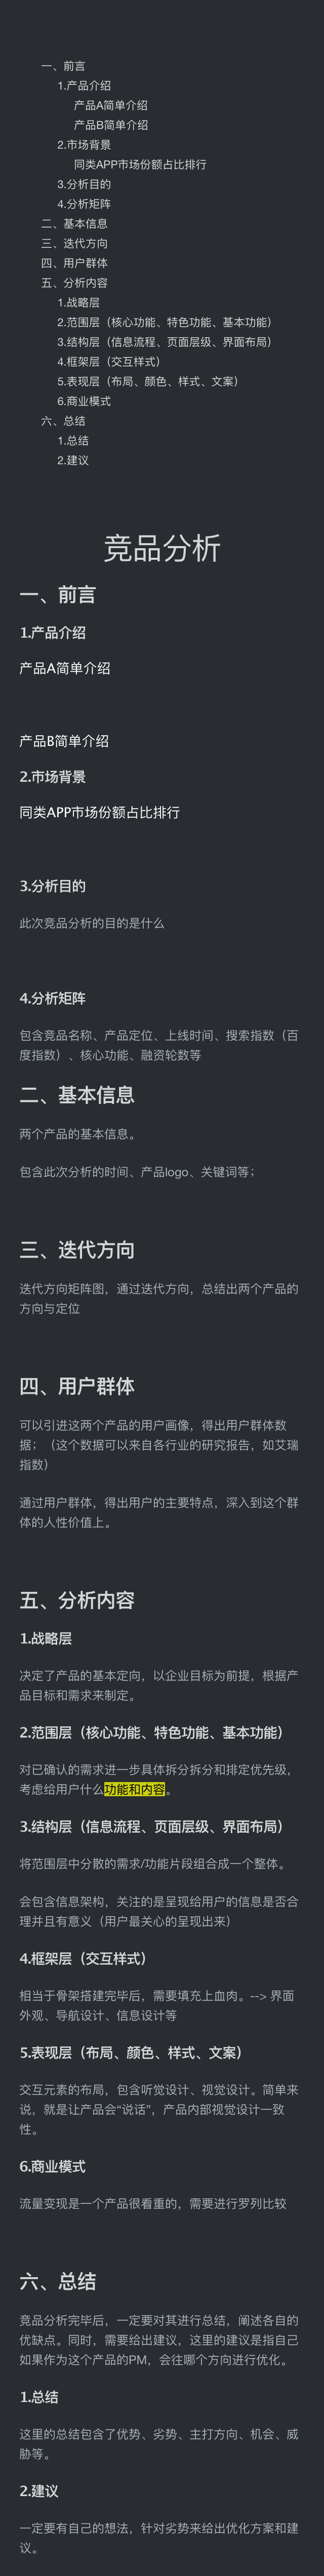 一、前言
1.产品介绍
产品A简单介绍
产品B简单介绍
2.市场背景
同类APP市场份额占比排行
3.分析目的
4.分析矩阵
二、基本信息
三、迭代方向
四、用户群体
五、分析内容
1.战略层
2.范围层（核心功能、特色功能、基本功能）
3.结构层（信息流程、页面层级、界面布局）
4.框架层（交互样式）
5.表现层（布局、颜色、样式、文案）
6.商业模式
六、总结
1.总结
2.建议
竞品分析
一、前言
1.产品介绍
产品A简单介绍
产品B简单介绍
2.市场背景
同类APP市场份额占比排行
3.分析目的
此次竞品分析的目的是什么
4.分析矩阵
包含竞品名称、产品定位、上线时间、搜索指数（百
度指数）、核心功能、融资轮数等
二、基本信息
两个产品的基本信息。
包含此次分析的时间、产品logo、关键词等；
三、迭代方向
迭代方向矩阵图，通过迭代方向，总结出两个产品的
方向与定位
四、用户群体
可以引进这两个产品的用户画像，得出用户群体数
据；（这个数据可以来自各行业的研究报告，如艾瑞
指数）
通过用户群体，得出用户的主要特点，深入到这个群
体的人性价值上。
五、分析内容
1.战略层
决定了产品的基本定向，以企业目标为前提，根据产
品目标和需求来制定。
2.范围层（核心功能、特色功能、基本功能）
对已确认的需求进一步具体拆分拆分和排定优先级，
考虑给用户什么功能和内容。
3.结构层（信息流程、页面层级、界面布局）
将范围层中分散的需求/功能片段组合成一个整体。
会包含信息架构，关注的是呈现给用户的信息是否合
理并且有意义（用户最关心的呈现出来）
4.框架层（交互样式）
相当于骨架搭建完毕后，需要填充上血肉。--> 界面
外观、导航设计、信息设计等
5.表现层（布局、颜色、样式、文案）
交互元素的布局，包含听觉设计、视觉设计。简单来
说，就是让产品会“说话”，产品内部视觉设计一致
性。
6.商业模式
流量变现是一个产品很看重的，需要进行罗列比较
六、总结
竞品分析完毕后，一定要对其进行总结，阐述各自的
优缺点。同时，需要给出建议，这里的建议是指自己
如果作为这个产品的PM，会往哪个方向进行优化。
1.总结
这里的总结包含了优势、劣势、主打方向、机会、威
胁等。
2.建议
一定要有自己的想法，针对劣势来给出优化方案和建
议。